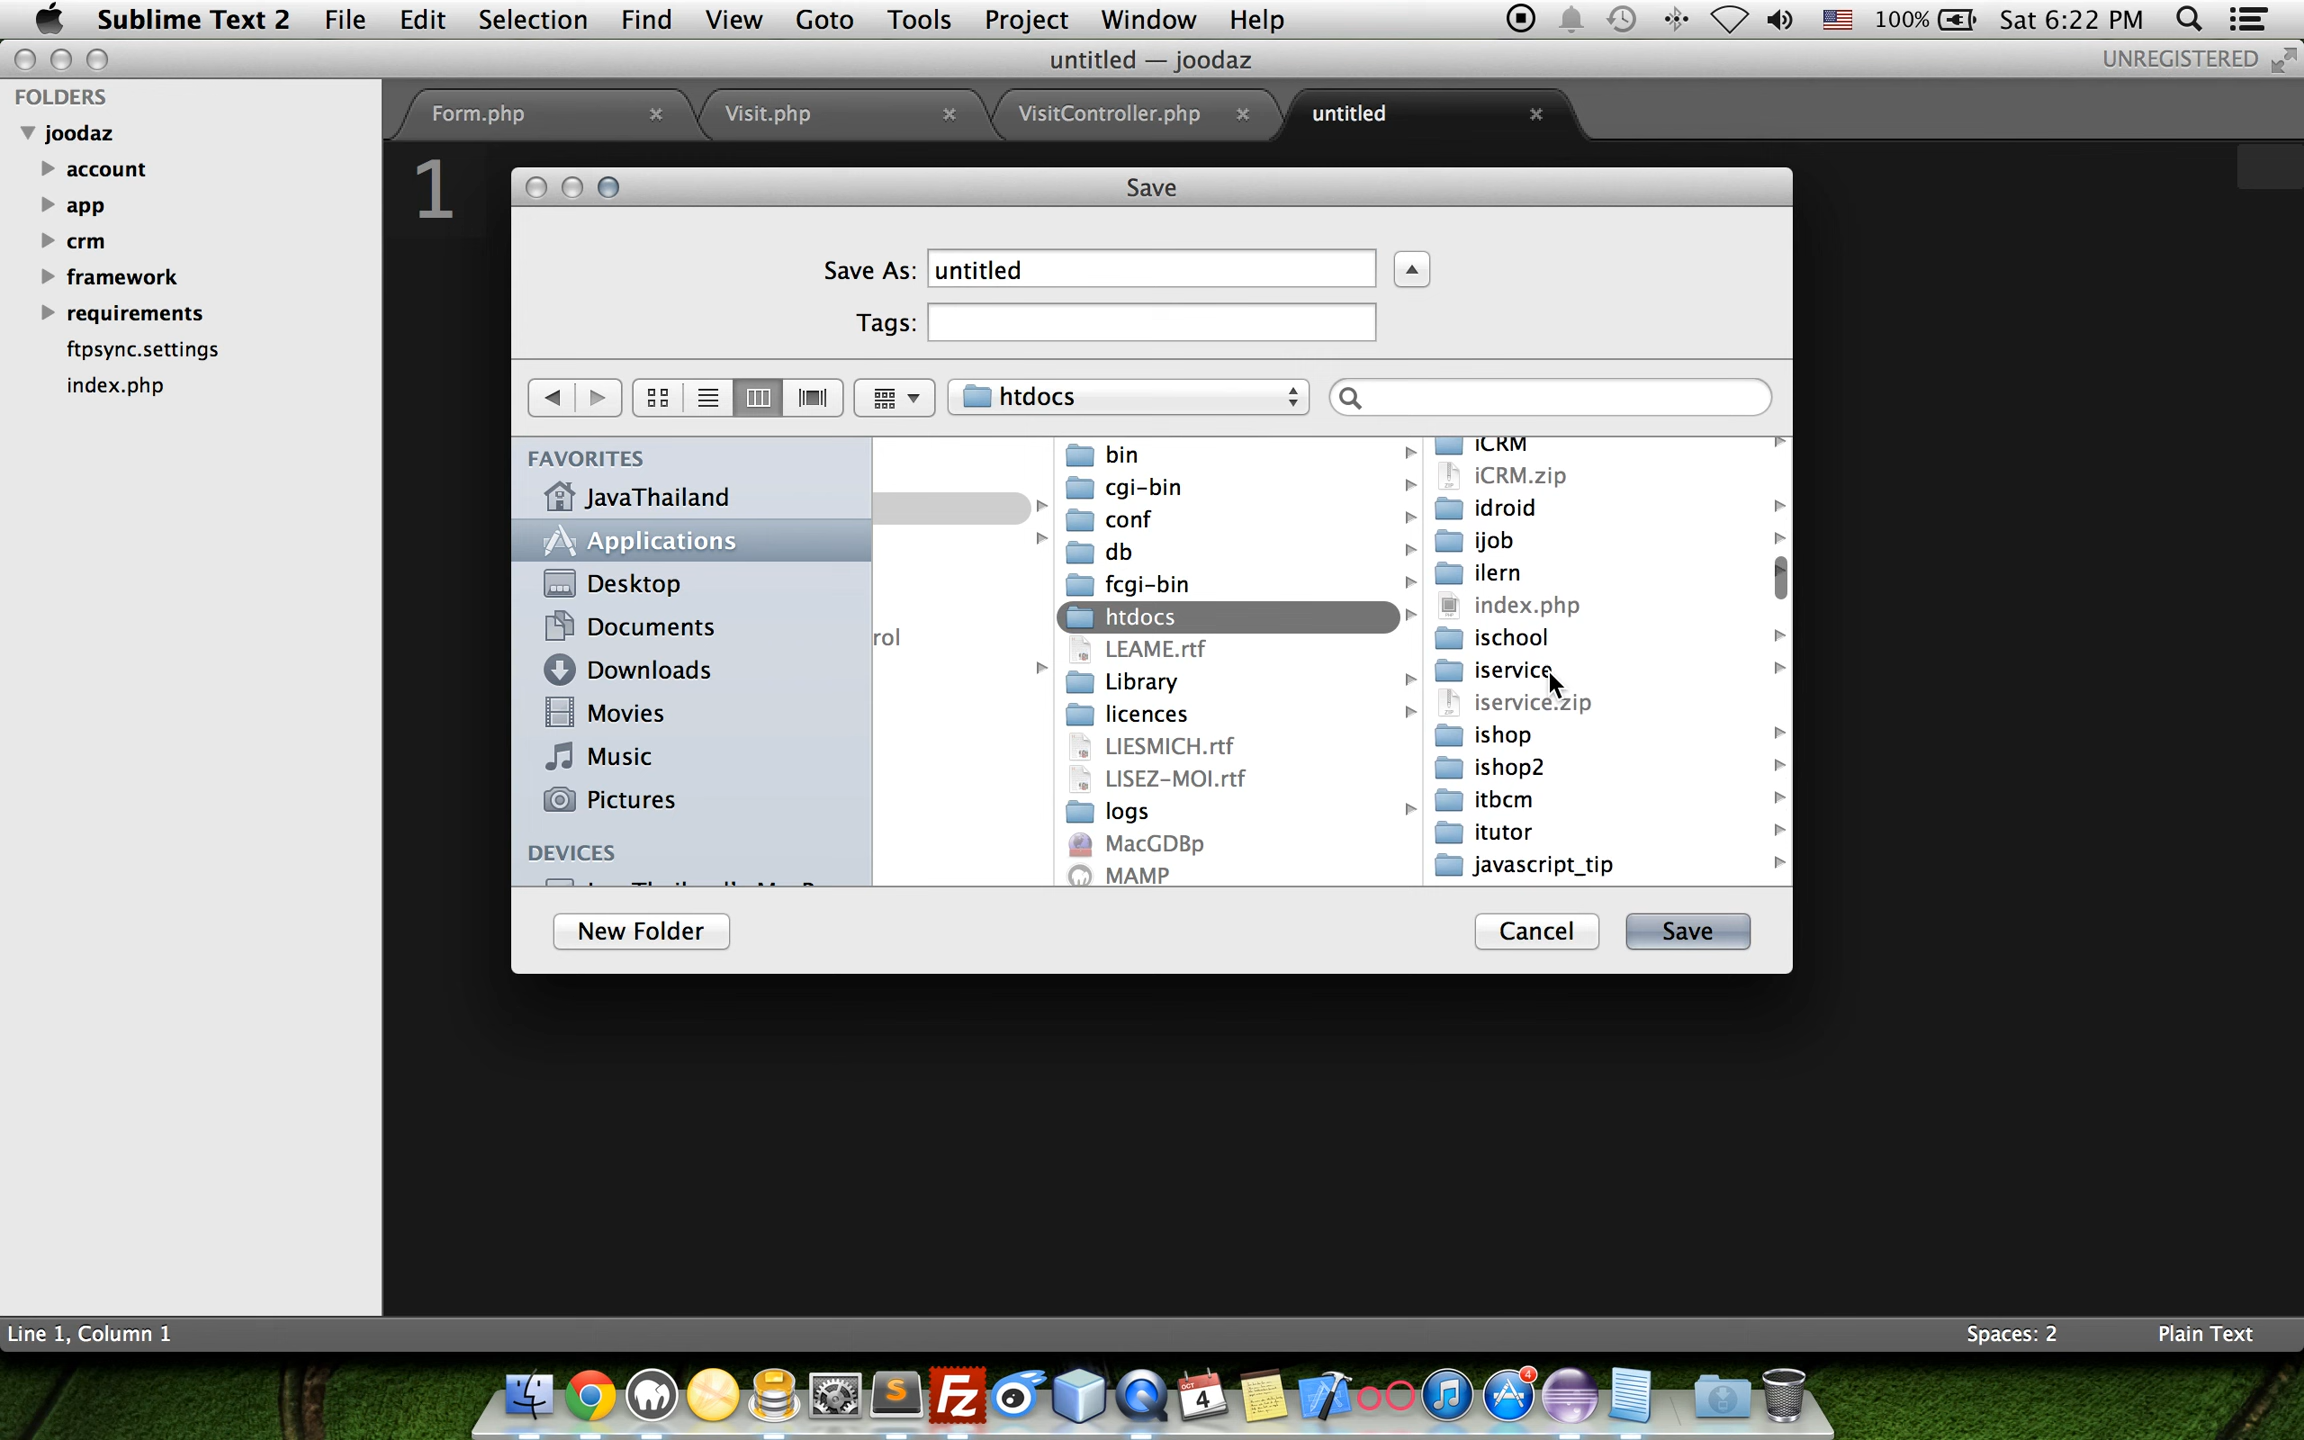 Sublime Text 2 File Edit Selection Find View Goto Tools Project Window Help 100% Sat 6:22 PM
untitled — joodaz UNREGISTERED
FOLDERS
joodaz
account
app
crm
framework
requirements
ftpsync.settings
index.php
Form.php Visit.php VisitController.php untitled
1
Save
Save As: untitled
Tags:
htdocs
FAVORITES
JavaThailand
Applications
Desktop
Documents
Downloads
Movies
Music
Pictures
DEVICES
rol
bin
cgi-bin
conf
db
fcgi-bin
htdocs
LEAME.rtf
Library
licences
LIESMICH.rtf
LISEZ-MOI.rtf
logs
MacGDBp
MAMP
iCRM
iCRM.zip
idroid
ijob
ilern
index.php
ischool
iservice
iservice.zip
ishop
ishop2
itbcm
itutor
javascript_tip
New Folder Cancel Save
Line 1, Column 1 Spaces: 2 Plain Text
OCT
4
4